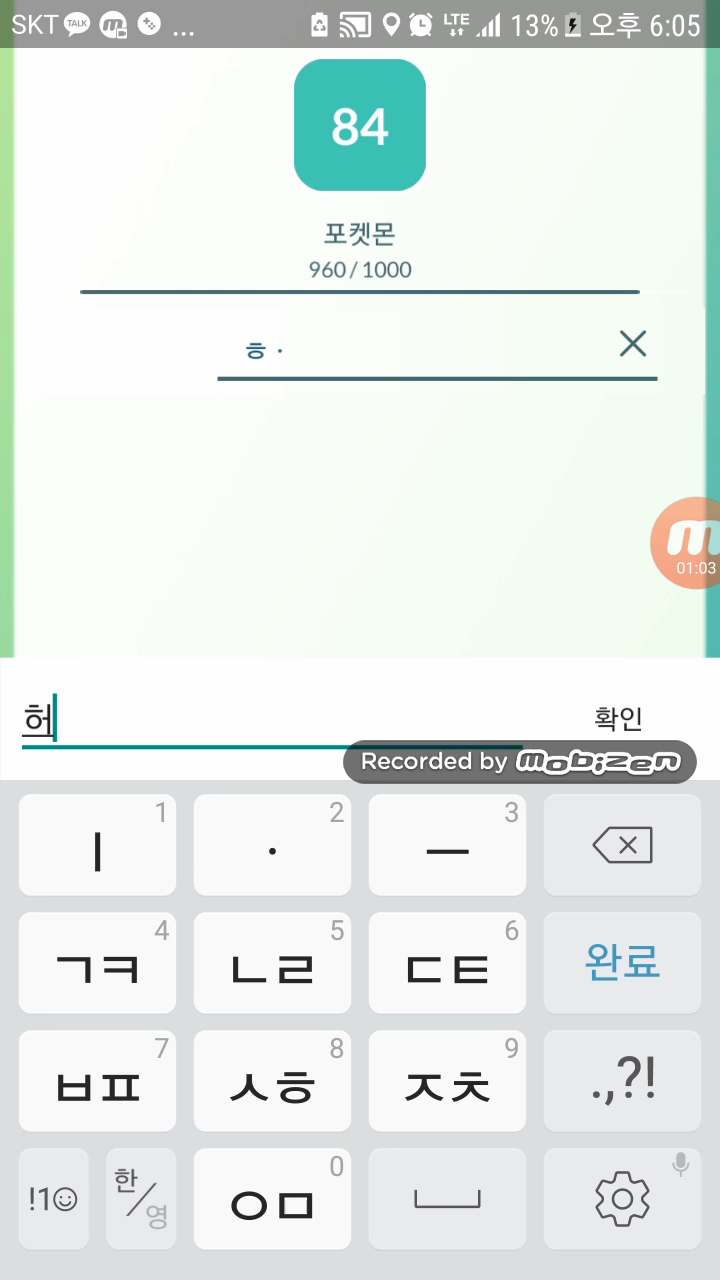 SKT TALK m ... LTE 13% 오후 6:05
84
포켓몬
960/1000
ㅎ ·
m
01:03
허 확인
Recorded by mobizen
ㅣ 1 · 2 ㅡ 3
ㄱㅋ 4 ㄴㄹ 5 ㄷㅌ 6 완료
ㅂㅍ 7 ㅅㅎ 8 ㅈㅊ 9 .,?!
!1☺ 한/영 ㅇㅁ 0